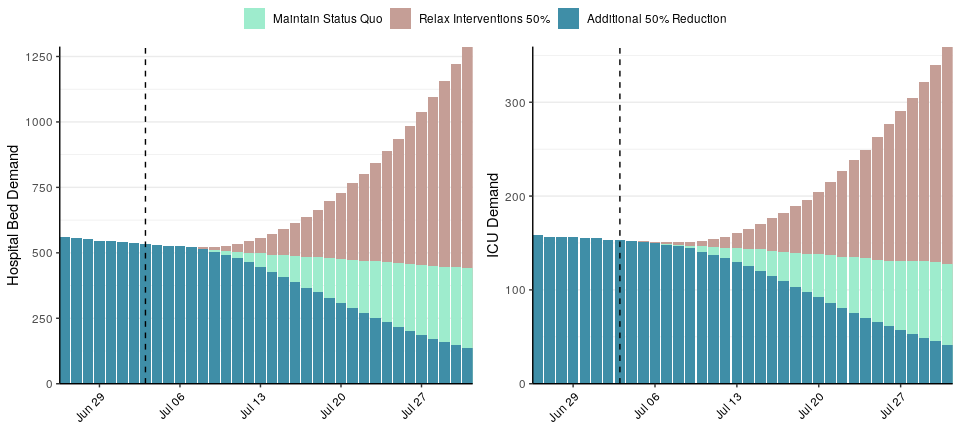 Maintain Status Quo Relax Interventions 50% Additional 50% Reduction
Hospital Bed Demand
1250
1000
750
500
250
0
Jun 29 Jul 06 Jul 13 Jul 20 Jul 27
ICU Demand
300
200
100
0
Jun 29 Jul 06 Jul 13 Jul 20 Jul 27